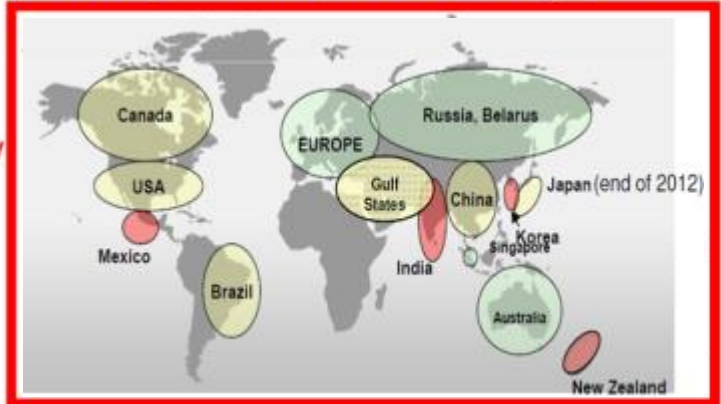 Canada
Russia, Belarus
EUROPE
USA
Gulf
States
China
Japan (end of 2012)
Mexico
Korea
Singapore
India
Brazil
Australia
New Zealand